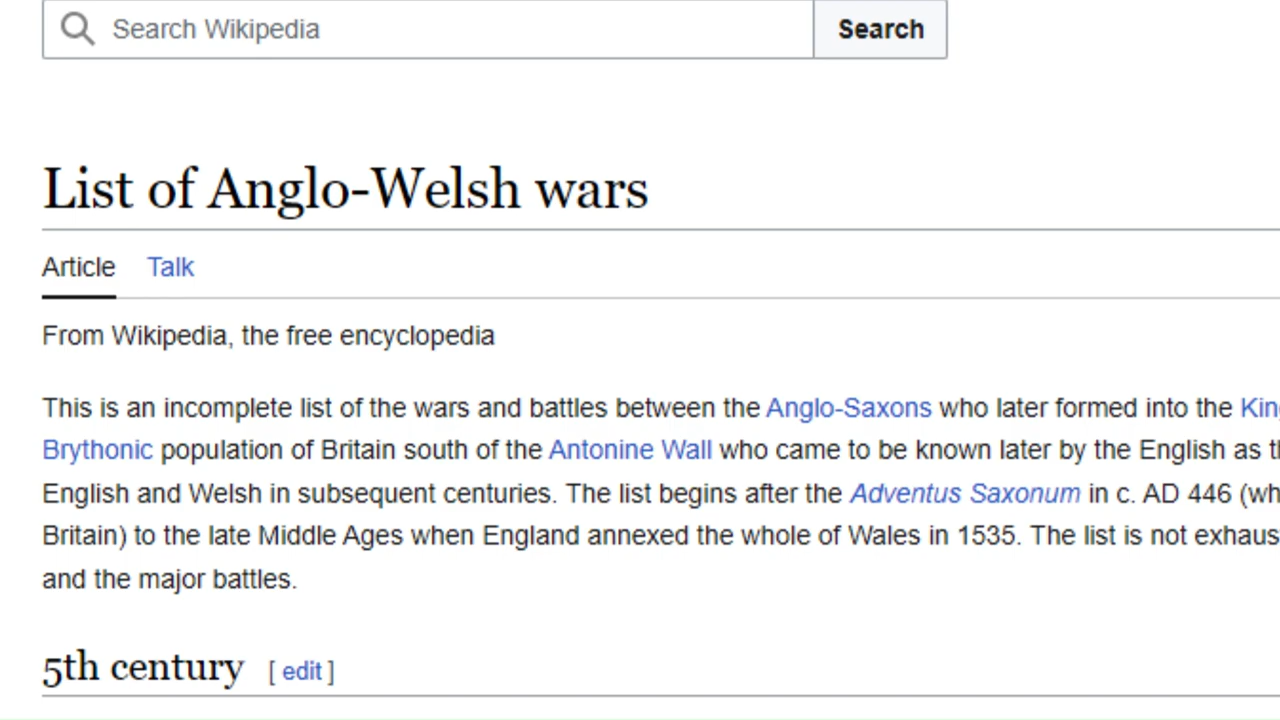 Search Wikipedia Search
List of Anglo-Welsh wars
Article Talk
From Wikipedia, the free encyclopedia
This is an incomplete list of the wars and battles between the Anglo-Saxons who later formed into the
Brythonic population of Britain south of the Antonine Wall who came to be known later by the English as
English and Welsh in subsequent centuries. The list begins after the Adventus Saxonum in c. AD 446
Britain) to the late Middle Ages when England annexed the whole of Wales in 1535. The list is not
and the major battles.
5th century [ edit ]